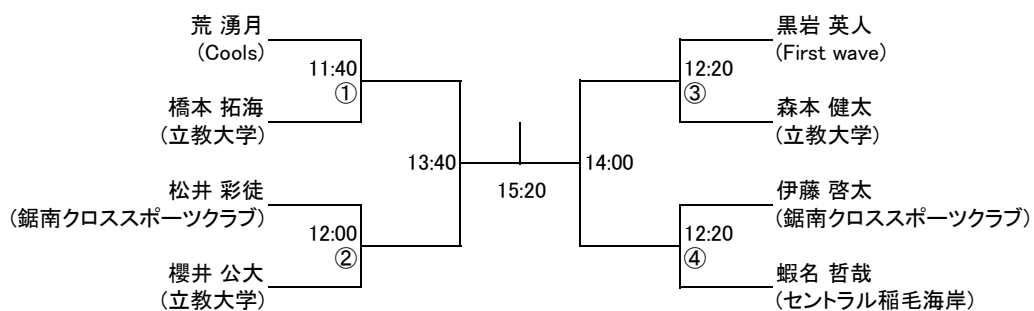 荒 湧月
(Cools)
11:40
①
橋本 拓海
(立教大学)
13:40
松井 彩徒
(鋸南クロススポーツクラブ)
12:00
②
櫻井 公大
(立教大学)
15:20
黒岩 英人
(First wave)
12:20
③
森本 健太
(立教大学)
14:00
伊藤 啓太
(鋸南クロススポーツクラブ)
12:20
④
蝦名 哲哉
(セントラル稲毛海岸)